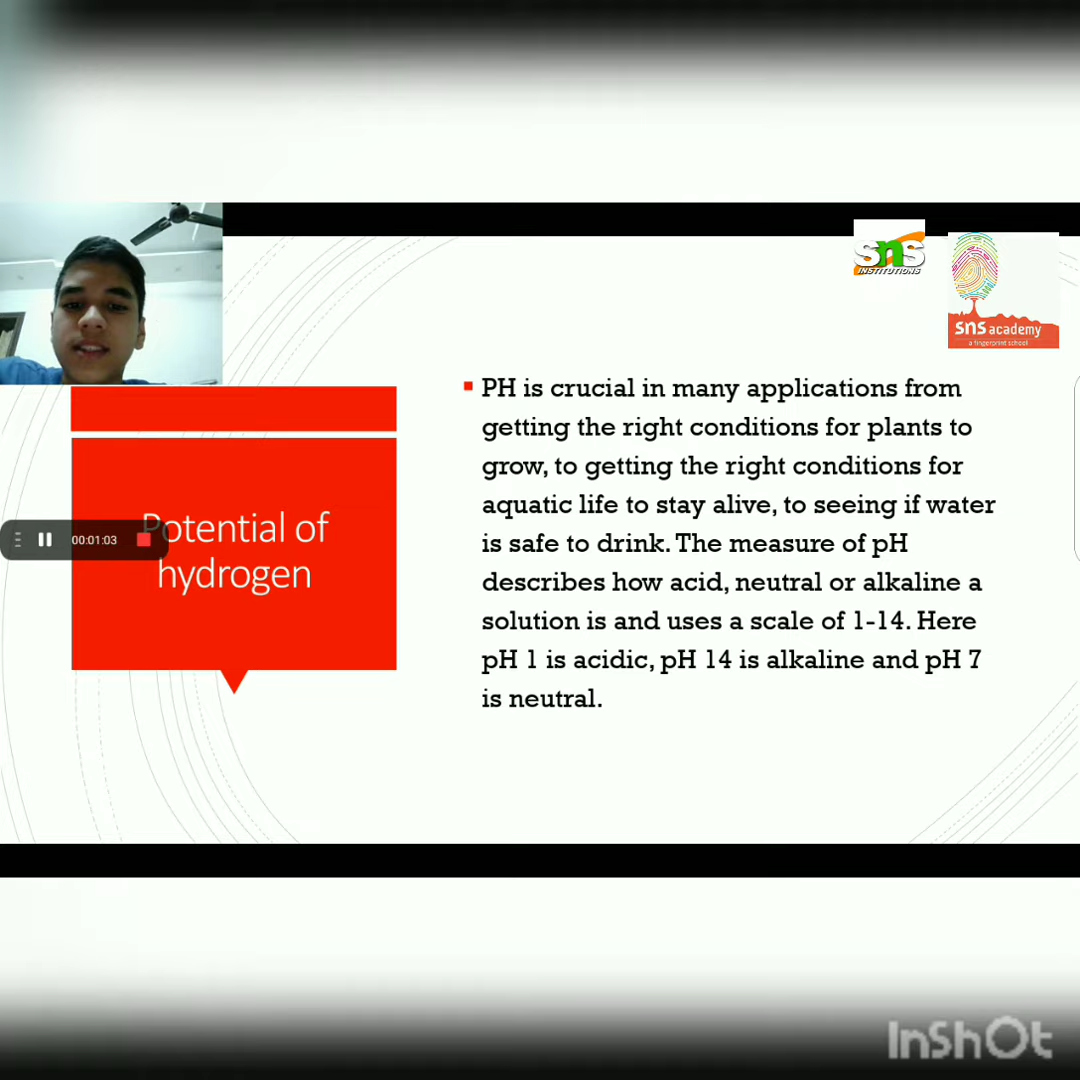 SnS
INSTITUTIONS
sns academy
a fingerprint school
PH is crucial in many applications from
getting the right conditions for plants to
grow, to getting the right conditions for
aquatic life to stay alive, to seeing if water
is safe to drink. The measure of pH
describes how acid, neutral or alkaline a
solution is and uses a scale of 1-14. Here
pH 1 is acidic, pH 14 is alkaline and pH 7
is neutral.
Potential of
hydrogen
00:01:03
InShOt